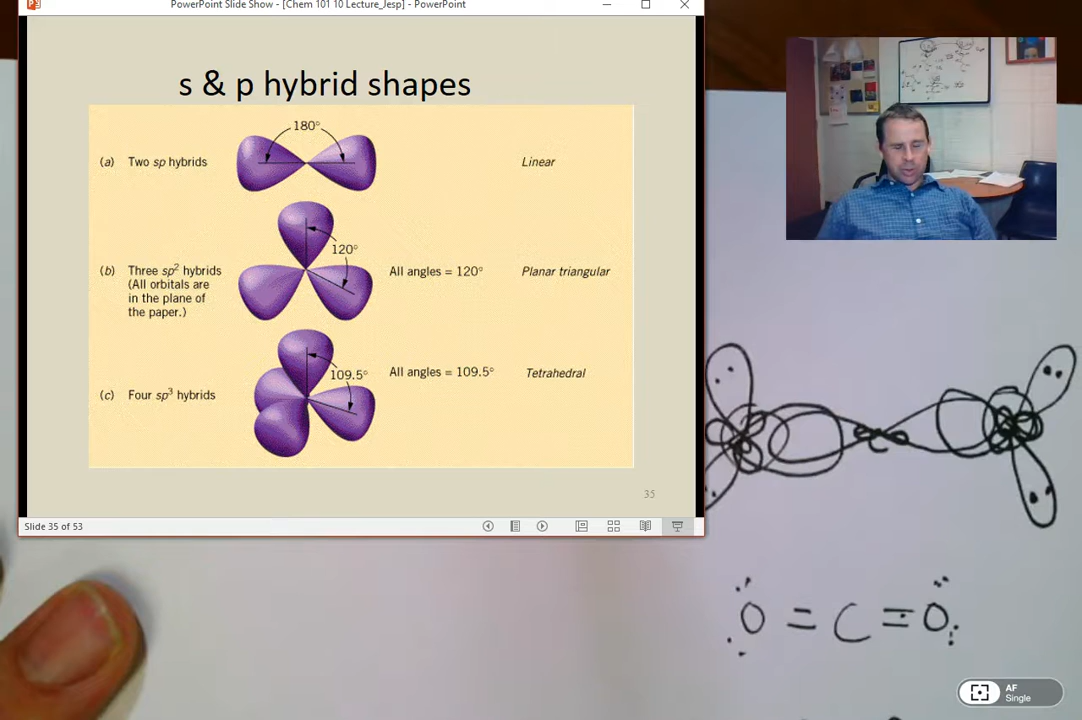 PowerPoint Slide Show - [Chem 101 10 Lecture_Jesp] - PowerPoint
s & p hybrid shapes
180°
(a) Two sp hybrids
Linear
120°
(b) Three sp² hybrids
(All orbitals are
in the plane of
the paper.)
All angles = 120°
Planar triangular
109.5°
(c) Four sp³ hybrids
All angles = 109.5°
Tetrahedral
35
Slide 35 of 53
C
O = C = O
AF
Single